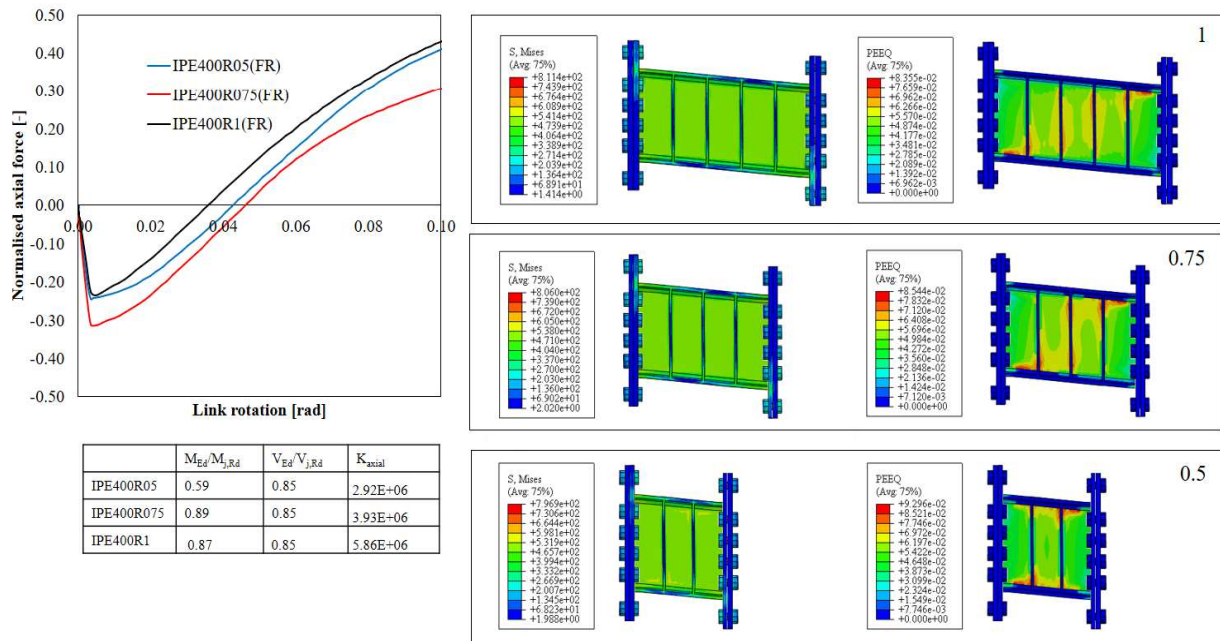 0.50
0.40
0.30
0.20
0.10
0.00
-0.10
-0.20
-0.30
-0.40
-0.50
Normalised axial force [-]
IPE400R05(FR)
IPE400R075(FR)
IPE400R1(FR)
0.00 0.02 0.04 0.06 0.08 0.10
Link rotation [rad]
M_Ed/M_j,Rd V_Ed/V_j,Rd K_axial
IPE400R05 0.59 0.85 2.92E+06
IPE400R075 0.89 0.85 3.93E+06
IPE400R1 0.87 0.85 5.86E+06
1
S, Mises
(Avg: 75%)
+8.114e+02
+7.439e+02
+6.764e+02
+6.089e+02
+5.414e+02
+4.739e+02
+4.064e+02
+3.389e+02
+2.714e+02
+2.039e+02
+1.364e+02
+6.891e+01
+1.414e+00
PEEQ
(Avg: 75%)
+8.355e-02
+7.659e-02
+6.962e-02
+6.266e-02
+5.570e-02
+4.874e-02
+4.177e-02
+3.481e-02
+2.785e-02
+2.089e-02
+1.392e-02
+6.962e-03
+0.000e+00
0.75
S, Mises
(Avg: 75%)
+8.060e+02
+7.390e+02
+6.720e+02
+6.050e+02
+5.380e+02
+4.710e+02
+4.040e+02
+3.370e+02
+2.700e+02
+2.030e+02
+1.360e+02
+6.902e+01
+2.020e+00
PEEQ
(Avg: 75%)
+8.544e-02
+7.832e-02
+7.120e-02
+6.408e-02
+5.696e-02
+4.984e-02
+4.272e-02
+3.560e-02
+2.848e-02
+2.136e-02
+1.424e-02
+7.120e-03
+0.000e+00
0.5
S, Mises
(Avg: 75%)
+7.969e+02
+7.306e+02
+6.644e+02
+5.981e+02
+5.319e+02
+4.657e+02
+3.994e+02
+3.332e+02
+2.669e+02
+2.007e+02
+1.345e+02
+6.823e+01
+1.988e+00
PEEQ
(Avg: 75%)
+9.296e-02
+8.521e-02
+7.746e-02
+6.972e-02
+6.197e-02
+5.422e-02
+4.648e-02
+3.873e-02
+3.099e-02
+2.324e-02
+1.549e-02
+7.746e-03
+0.000e+00